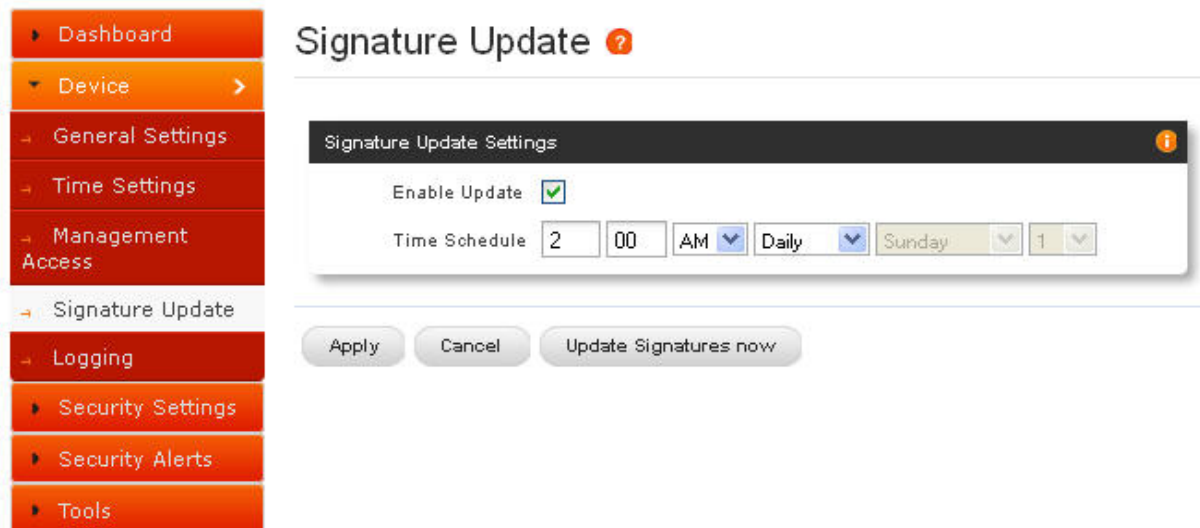 Dashboard
Device
General Settings
Time Settings
Management
Access
Signature Update
Logging
Security Settings
Security Alerts
Tools
Signature Update ?
Signature Update Settings i
Enable Update
Time Schedule 2 00 AM Daily Sunday 1
Apply Cancel Update Signatures now